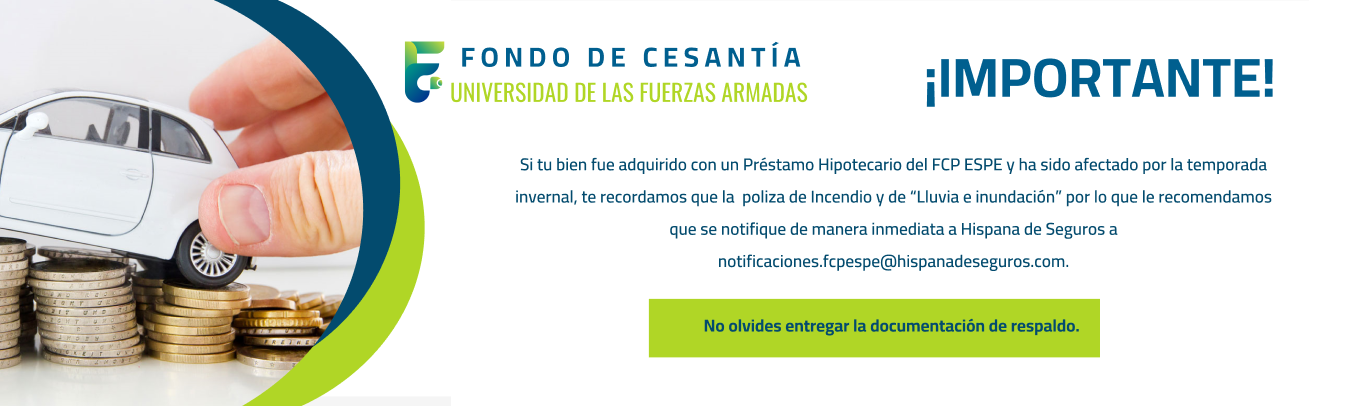 FONDO DE CESANTÍA
UNIVERSIDAD DE LAS FUERZAS ARMADAS
¡IMPORTANTE!
Si tu bien fue adquirido con un Préstamo Hipotecario del FCP ESPE y ha sido afectado por la temporada
invernal, te recordamos que la poliza de Incendio y de “Lluvia e inundación” por lo que le recomendamos
que se notifique de manera inmediata a Hispana de Seguros a
notificaciones.fcpespe@hispanadeseguros.com.
No olvides entregar la documentación de respaldo.